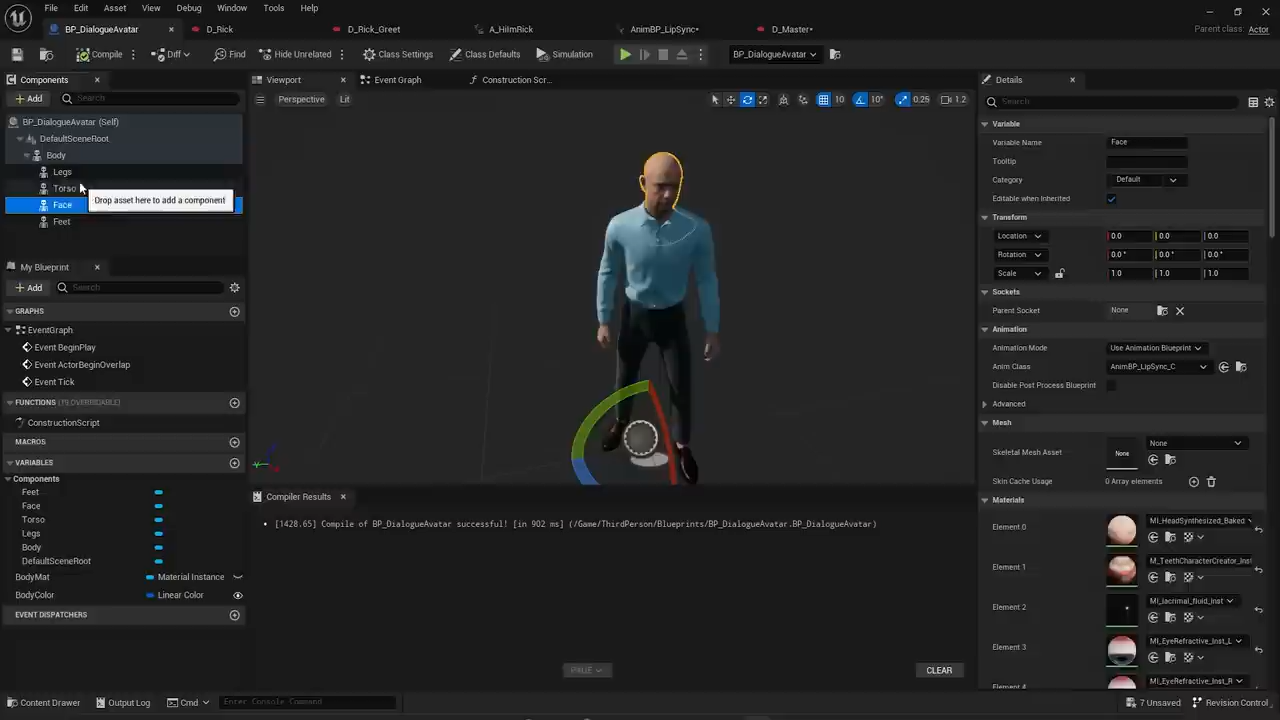 File Edit Asset View Debug Window Tools Help
BP_DialogueAvatar D_Rick D_Rick_Greet A_HiImRick AnimBP_LipSync• D_Master• Parent class: Actor
Compile Diff Find Hide Unrelated Class Settings Class Defaults Simulation BP_DialogueAvatar
Components Viewport Event Graph Construction Scr... Details
Add Search Perspective Lit 10 10° 0.25 1.2 Search
BP_DialogueAvatar (Self)
DefaultSceneRoot
Body
Legs
Torso
Drop asset here to add a component
Face
Feet
My Blueprint
Add Search
GRAPHS
EventGraph
Event BeginPlay
Event ActorBeginOverlap
Event Tick
FUNCTIONS (19 OVERRIDABLE)
ConstructionScript
MACROS
VARIABLES
Components
Feet
Face
Torso
Legs
Body
DefaultSceneRoot
BodyMat Material Instance
BodyColor Linear Color
EVENT DISPATCHERS
Compiler Results
[1428.65] Compile of BP_DialogueAvatar successful! [in 902 ms] (/Game/ThirdPerson/Blueprints/BP_DialogueAvatar.BP_DialogueAvatar)
CLEAR
Variable
Variable Name Face
Tooltip
Category Default
Editable when Inherited
Transform
Location 0.0 0.0 0.0
Rotation 0.0° 0.0° 0.0°
Scale 1.0 1.0 1.0
Sockets
Parent Socket None
Animation
Animation Mode Use Animation Blueprint
Anim Class AnimBP_LipSync_C
Disable Post Process Blueprint
Advanced
Mesh
Skeletal Mesh Asset None None
Skin Cache Usage 0 Array elements
Materials
Element 0 MI_HeadSynthesized_Baked
Element 1 M_TeethCharacterCreator_Inst
Element 2 MI_lacrimal_fluid_Inst
Element 3 MI_EyeRefractive_Inst_L
Element 4 MI_EyeRefractive_Inst_R
Content Drawer Output Log Cmd Enter Console Command 7 Unsaved Revision Control